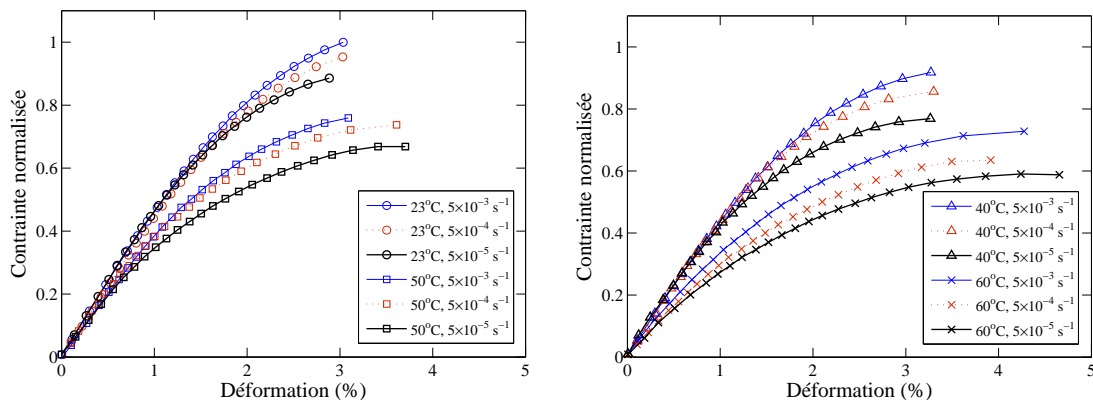 Contrainte normalisée
1
0.8
0.6
0.4
0.2
0
0 1 2 3 4 5
Déformation (%)
23°C, 5×10⁻³ s⁻¹
23°C, 5×10⁻⁴ s⁻¹
23°C, 5×10⁻⁵ s⁻¹
50°C, 5×10⁻³ s⁻¹
50°C, 5×10⁻⁴ s⁻¹
50°C, 5×10⁻⁵ s⁻¹
Contrainte normalisée
1
0.8
0.6
0.4
0.2
0
0 1 2 3 4 5
Déformation (%)
40°C, 5×10⁻³ s⁻¹
40°C, 5×10⁻⁴ s⁻¹
40°C, 5×10⁻⁵ s⁻¹
60°C, 5×10⁻³ s⁻¹
60°C, 5×10⁻⁴ s⁻¹
60°C, 5×10⁻⁵ s⁻¹